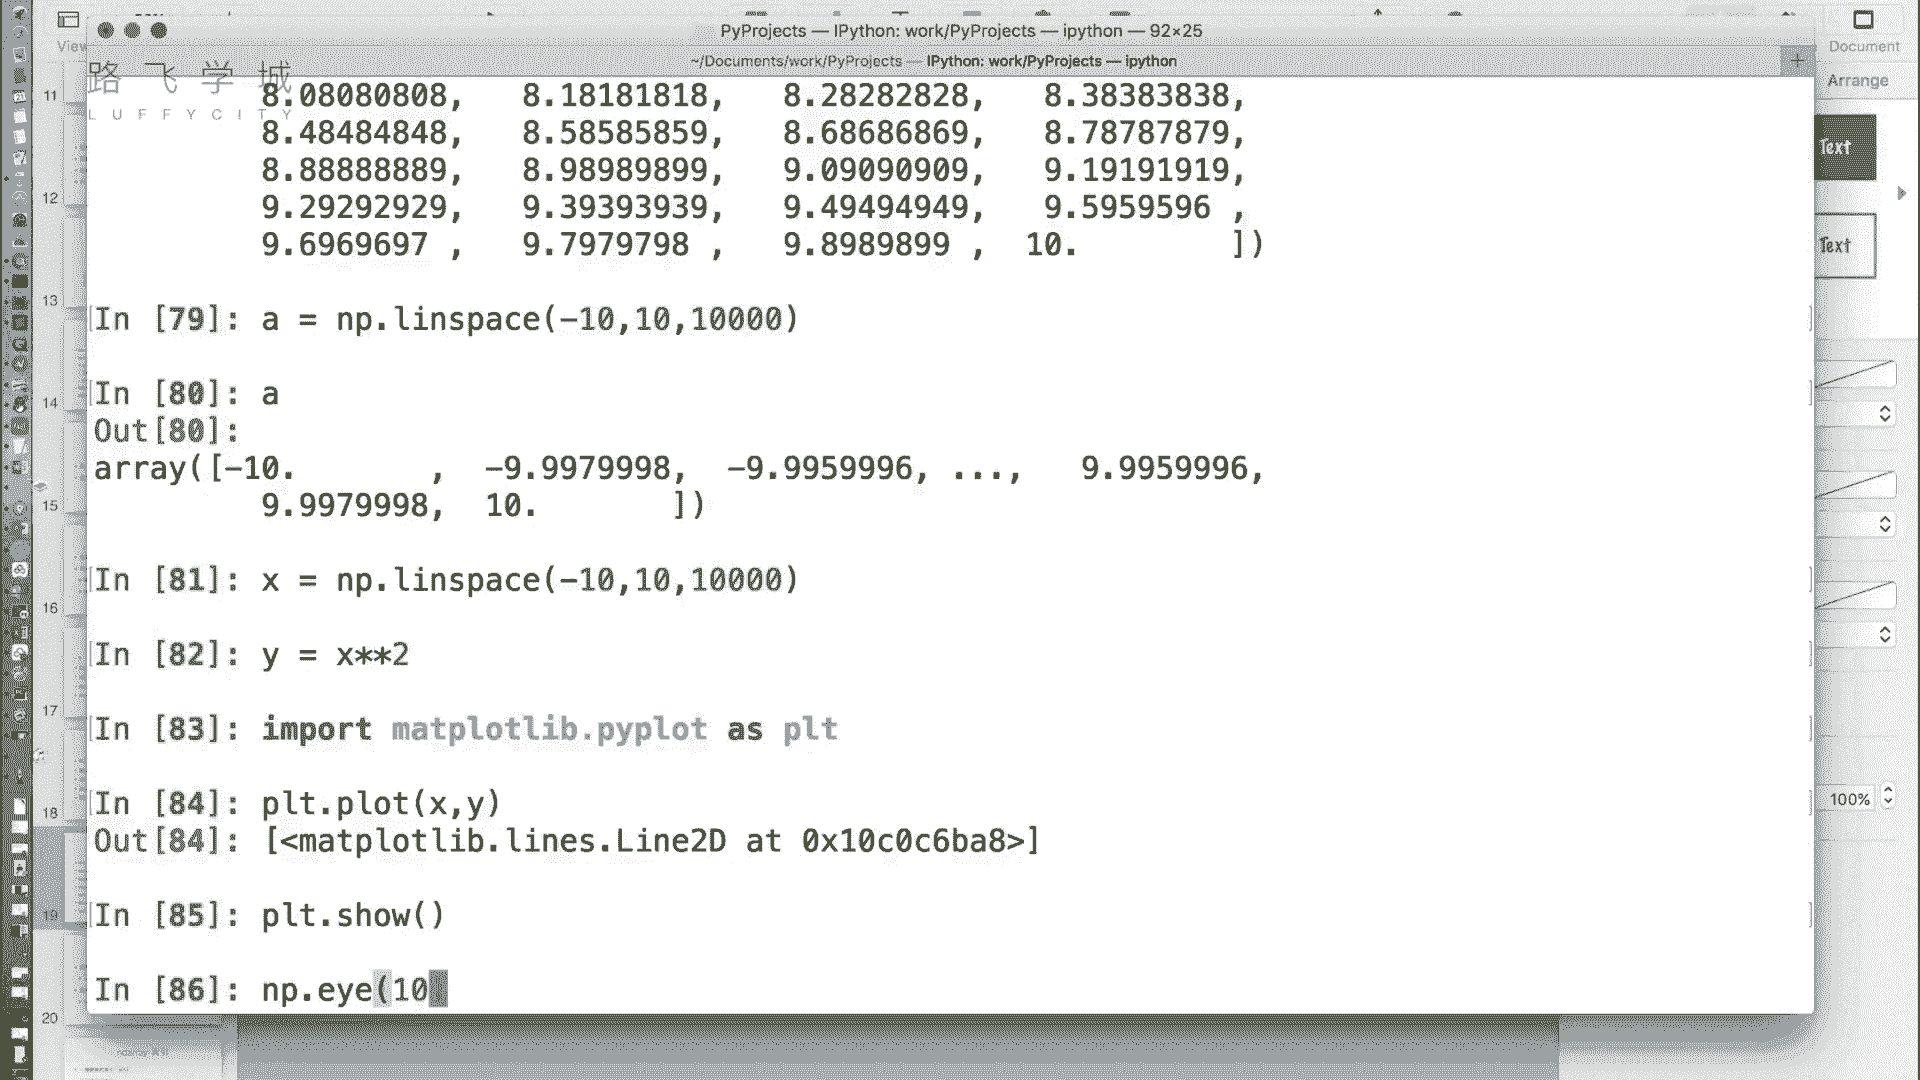 PyProjects — IPython: work/PyProjects — ipython — 92×25
View
Document
~/Documents/work/PyProjects — IPython: work/PyProjects — ipython
+
Arrange
路飞学城
LUFFYCITY
8.08080808,   8.18181818,   8.28282828,   8.38383838,
8.48484848,   8.58585859,   8.68686869,   8.78787879,
8.88888889,   8.98989899,   9.09090909,   9.19191919,
9.29292929,   9.39393939,   9.49494949,   9.5959596 ,
9.6969697 ,   9.7979798 ,   9.8989899 ,  10.        ])
In [79]: a = np.linspace(-10,10,10000)
In [80]: a
Out[80]:
array([-10.       ,  -9.9979998,  -9.9959996, ...,   9.9959996,
9.9979998,  10.       ])
In [81]: x = np.linspace(-10,10,10000)
In [82]: y = x**2
In [83]: import matplotlib.pyplot as plt
In [84]: plt.plot(x,y)
Out[84]: [<matplotlib.lines.Line2D at 0x10c0c6ba8>]
In [85]: plt.show()
In [86]: np.eye(10
11
12
13
14
15
16
17
18
19
20
Text
Text
100%